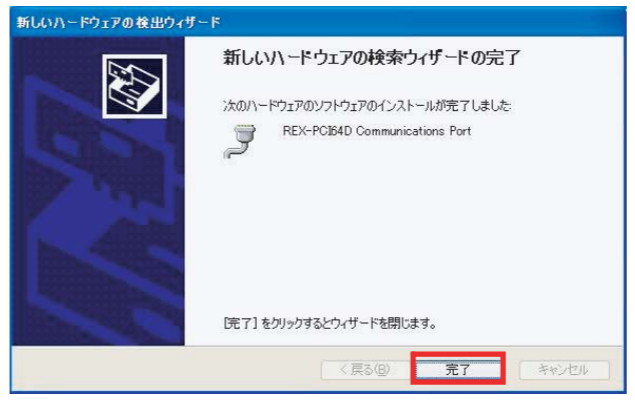 新しいハードウェアの検出ウィザード
新しいハードウェアの検索ウィザードの完了
次のハードウェアのソフトウェアのインストールが完了しました:
REX-PCI64D Communications Port
[完了] をクリックするとウィザードを閉じます。
< 戻る(B)
完了
キャンセル